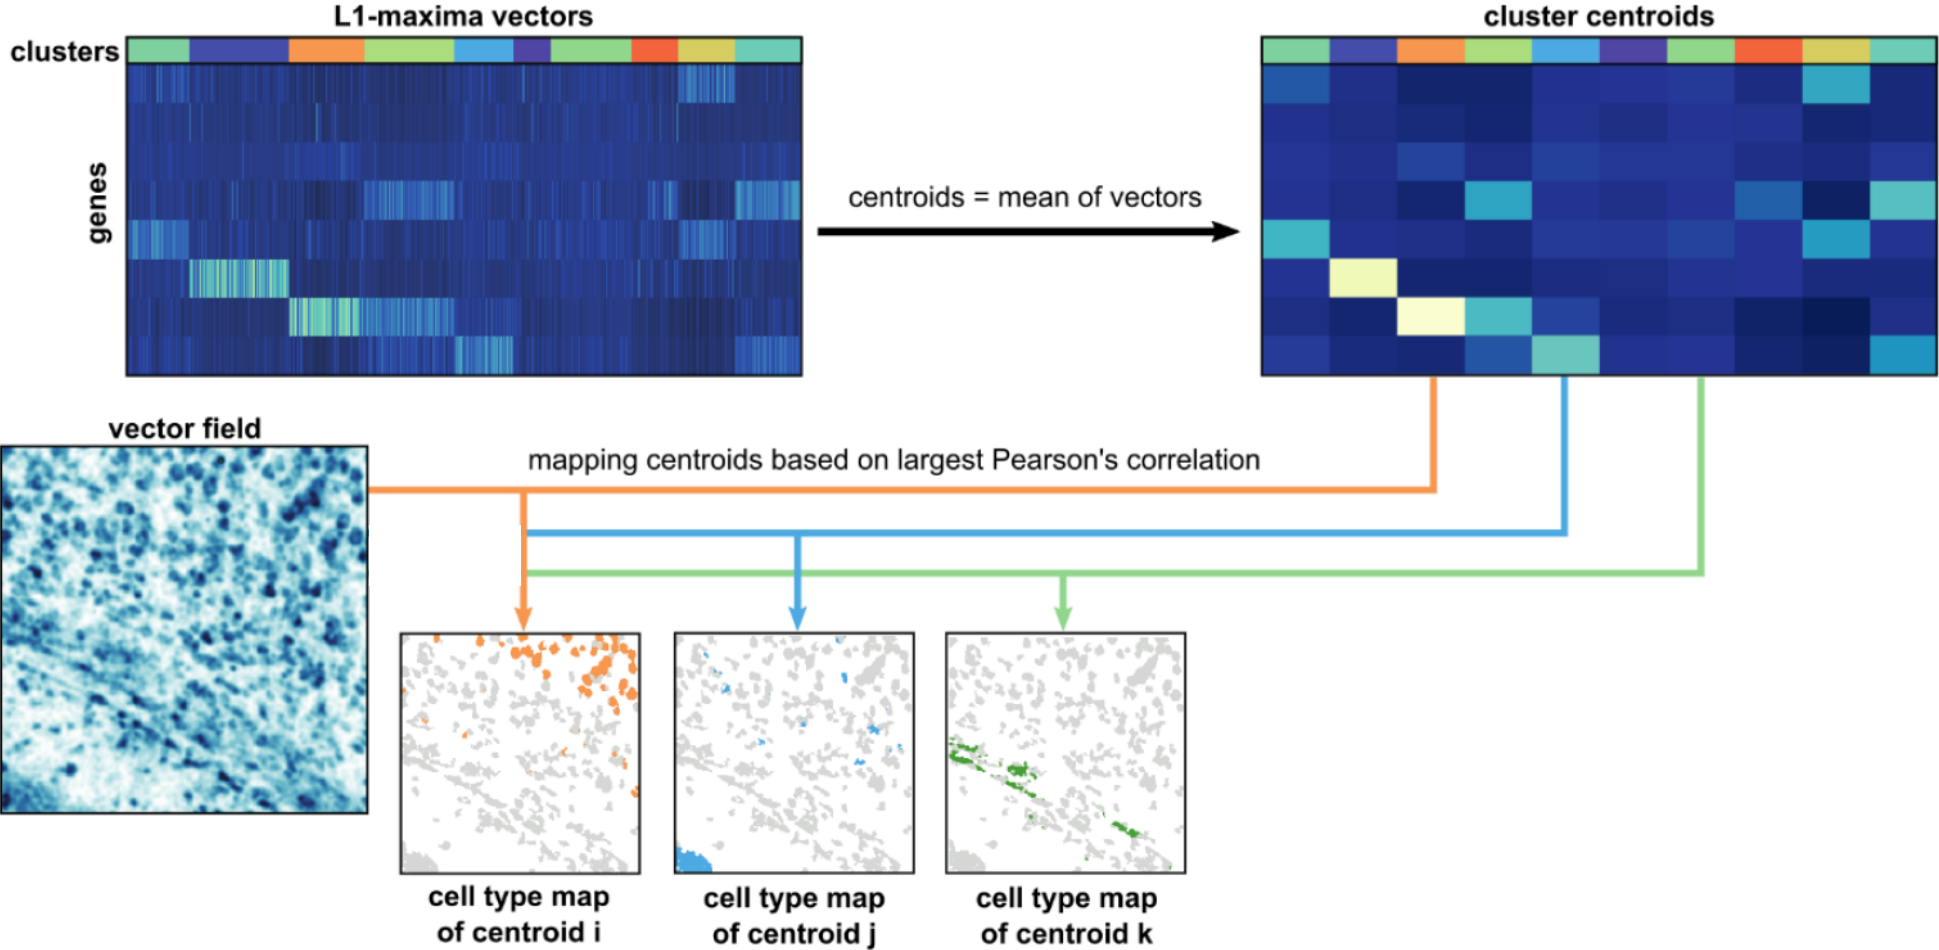 L1-maxima vectors
cluster centroids
clusters
genes
centroids = mean of vectors
vector field
mapping centroids based on largest Pearson's correlation
cell type map
of centroid i
cell type map
of centroid j
cell type map
of centroid k